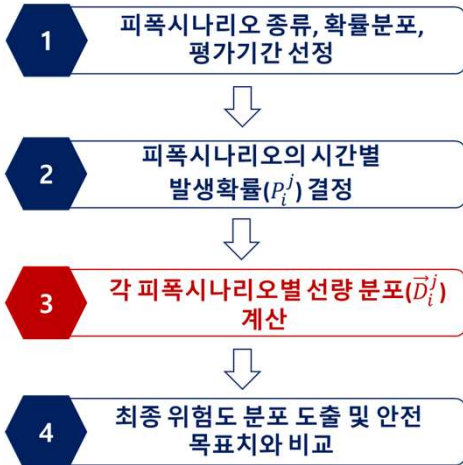 1
피폭시나리오 종류, 확률분포,
평가기간 선정
2
피폭시나리오의 시간별
발생확률(P_i^j) 결정
3
각 피폭시나리오별 선량 분포(\vec{D}_i^j)
계산
4
최종 위험도 분포 도출 및 안전
목표치와 비교